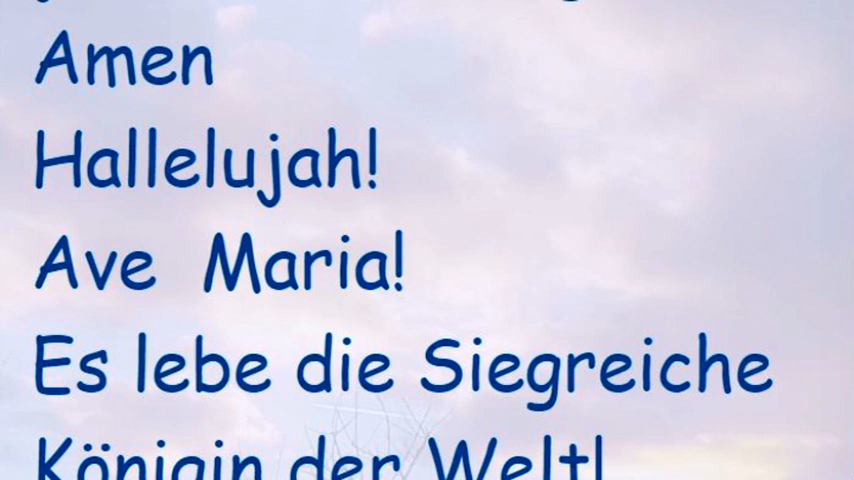 Amen
Hallelujah!
Ave Maria!
Es lebe die Siegreiche
Königin der Welt!